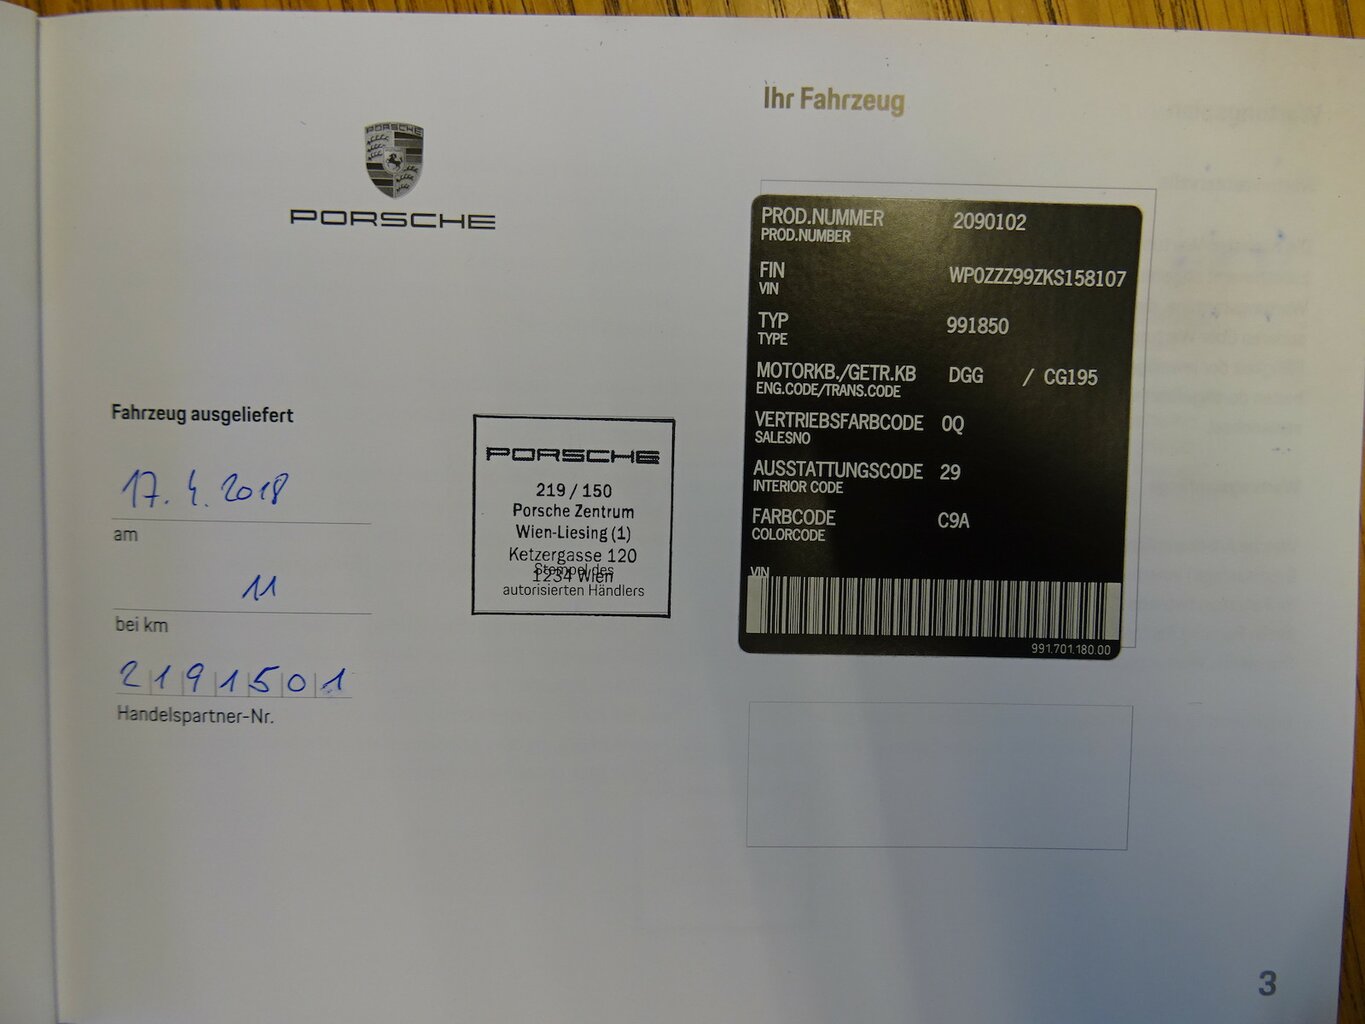 PORSCHE
PORSCHE
Fahrzeug ausgeliefert
17. 4. 2018
am
11
bei km
2191501
Handelspartner-Nr.
PORSCHE
219 / 150
Porsche Zentrum
Wien-Liesing (1)
Ketzergasse 120
1234 Wien
Stempel des
autorisierten Händlers
Ihr Fahrzeug
PROD.NUMMER 2090102
PROD.NUMBER
FIN WP0ZZZ99ZKS158107
VIN
TYP 991850
TYPE
MOTORKB./GETR.KB DGG / CG195
ENG.CODE/TRANS.CODE
VERTRIEBSFARBCODE 0Q
SALESNO
AUSSTATTUNGSCODE 29
INTERIOR CODE
FARBCODE C9A
COLORCODE
VIN
991.701.180.00
3